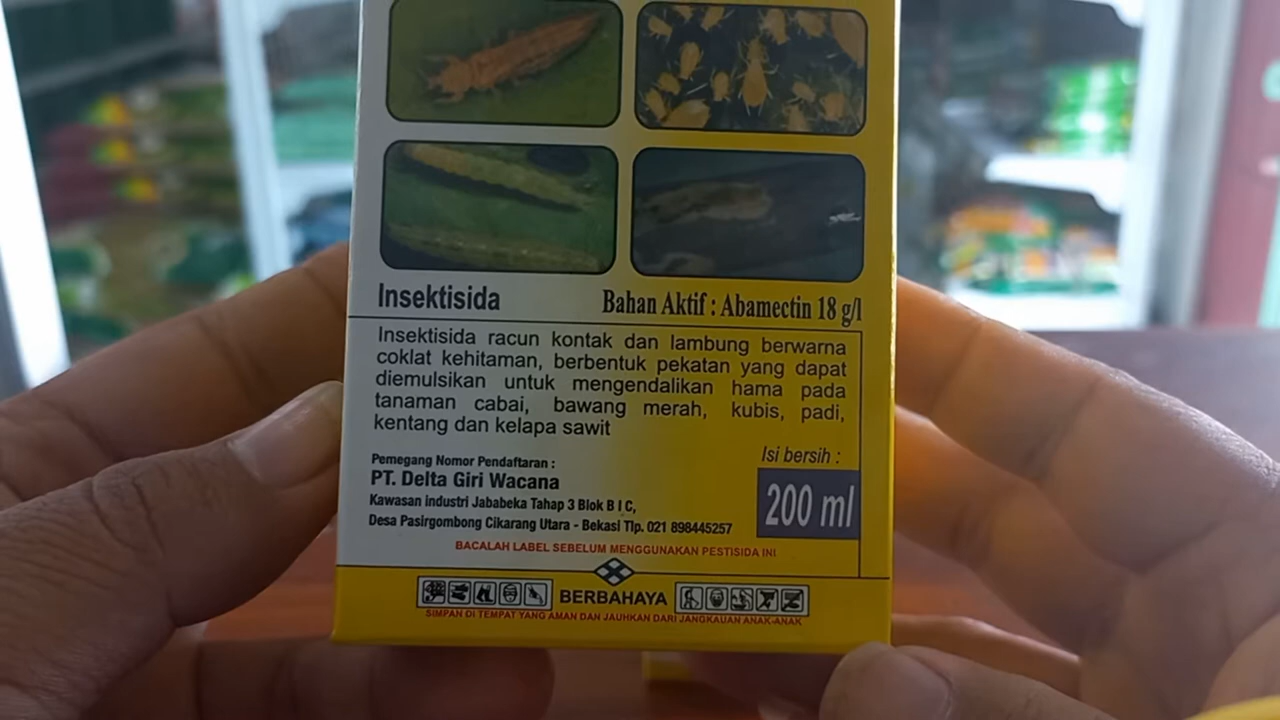 Insektisida
Bahan Aktif : Abamectin 18 g/l
Insektisida racun kontak dan lambung berwarna
coklat kehitaman, berbentuk pekatan yang dapat
diemulsikan untuk mengendalikan hama pada
tanaman cabai, bawang merah, kubis, padi,
kentang dan kelapa sawit
Isi bersih :
200 ml
Pemegang Nomor Pendaftaran :
PT. Delta Giri Wacana
Kawasan industri Jababeka Tahap 3 Blok B I C,
Desa Pasirgombong Cikarang Utara - Bekasi Tlp. 021 898445257
BACALAH LABEL SEBELUM MENGGUNAKAN PESTISIDA INI
BERBAHAYA
SIMPAN DI TEMPAT YANG AMAN DAN JAUHKAN DARI JANGKAUAN ANAK-ANAK